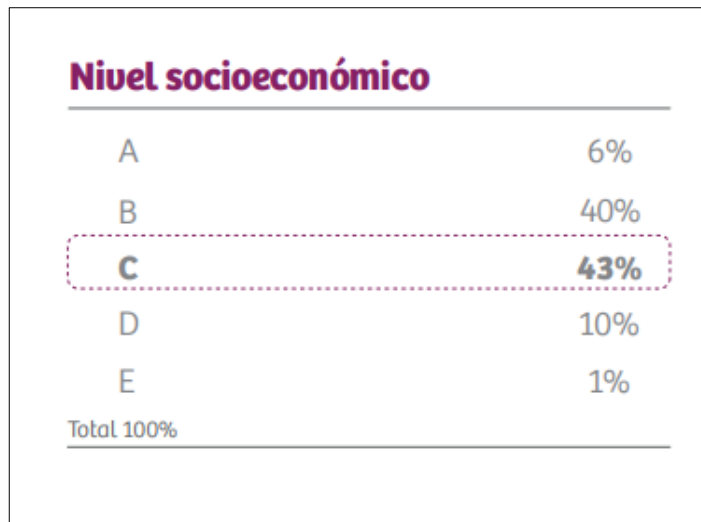 Nivel socioeconómico
A 6%
B 40%
C 43%
D 10%
E 1%
Total 100%